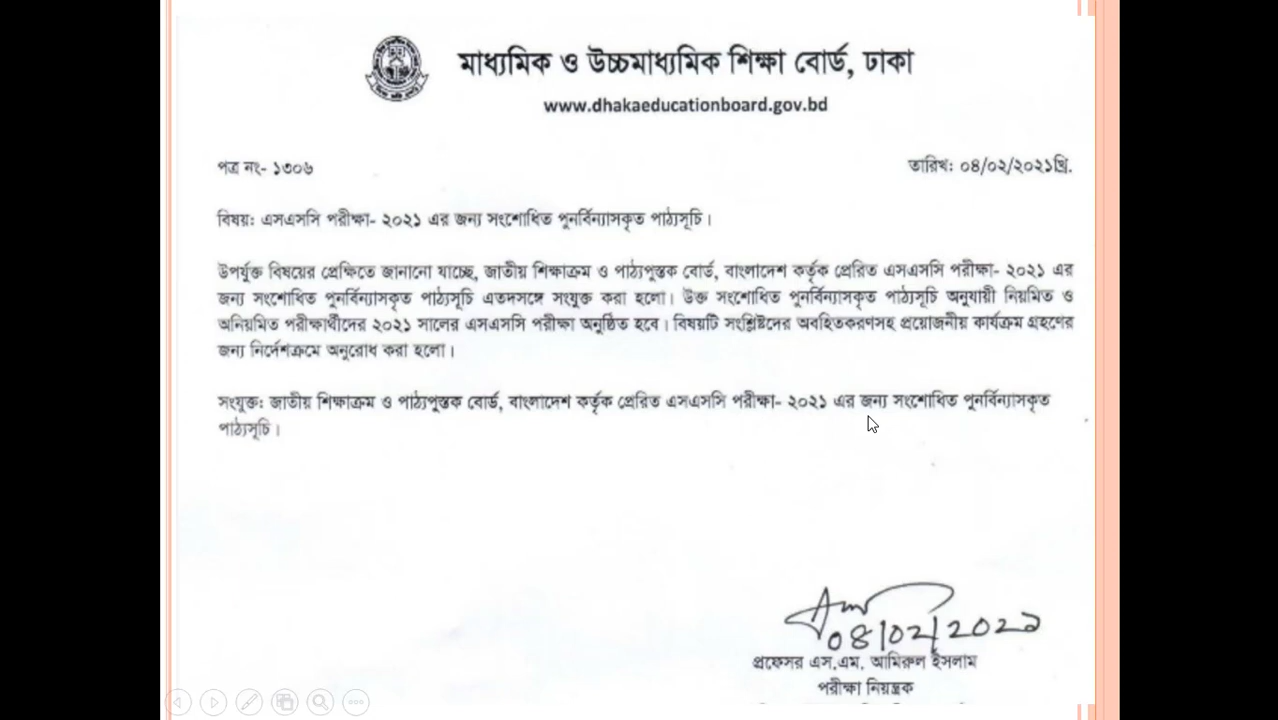 মাধ্যমিক ও উচ্চমাধ্যমিক শিক্ষা বোর্ড, ঢাকা
www.dhakaeducationboard.gov.bd
পত্র নং- ১৩০৬
তারিখ: ০৪/০২/২০২১খ্রি.
বিষয়: এসএসসি পরীক্ষা- ২০২১ এর জন্য সংশোধিত পুনর্বিন্যাসকৃত পাঠ্যসূচি।
উপর্যুক্ত বিষয়ের প্রেক্ষিতে জানানো যাচ্ছে, জাতীয় শিক্ষাক্রম ও পাঠ্যপুস্তক বোর্ড, বাংলাদেশ কর্তৃক প্রেরিত এসএসসি পরীক্ষা- ২০২১ এর
জন্য সংশোধিত পুনর্বিন্যাসকৃত পাঠ্যসূচি এতদসঙ্গে সংযুক্ত করা হলো। উক্ত সংশোধিত পুনর্বিন্যাসকৃত পাঠ্যসূচি অনুযায়ী নিয়মিত ও
অনিয়মিত পরীক্ষার্থীদের ২০২১ সালের এসএসসি পরীক্ষা অনুষ্ঠিত হবে। বিষয়টি সংশ্লিষ্টদের অবহিতকরণসহ প্রয়োজনীয় কার্যক্রম গ্রহণের
জন্য নির্দেশক্রমে অনুরোধ করা হলো।
সংযুক্ত: জাতীয় শিক্ষাক্রম ও পাঠ্যপুস্তক বোর্ড, বাংলাদেশ কর্তৃক প্রেরিত এসএসসি পরীক্ষা- ২০২১ এর জন্য সংশোধিত পুনর্বিন্যাসকৃত
পাঠ্যসূচি।
০৪/০২/২০২১
প্রফেসর এস.এম. আমিরুল ইসলাম
পরীক্ষা নিয়ন্ত্রক